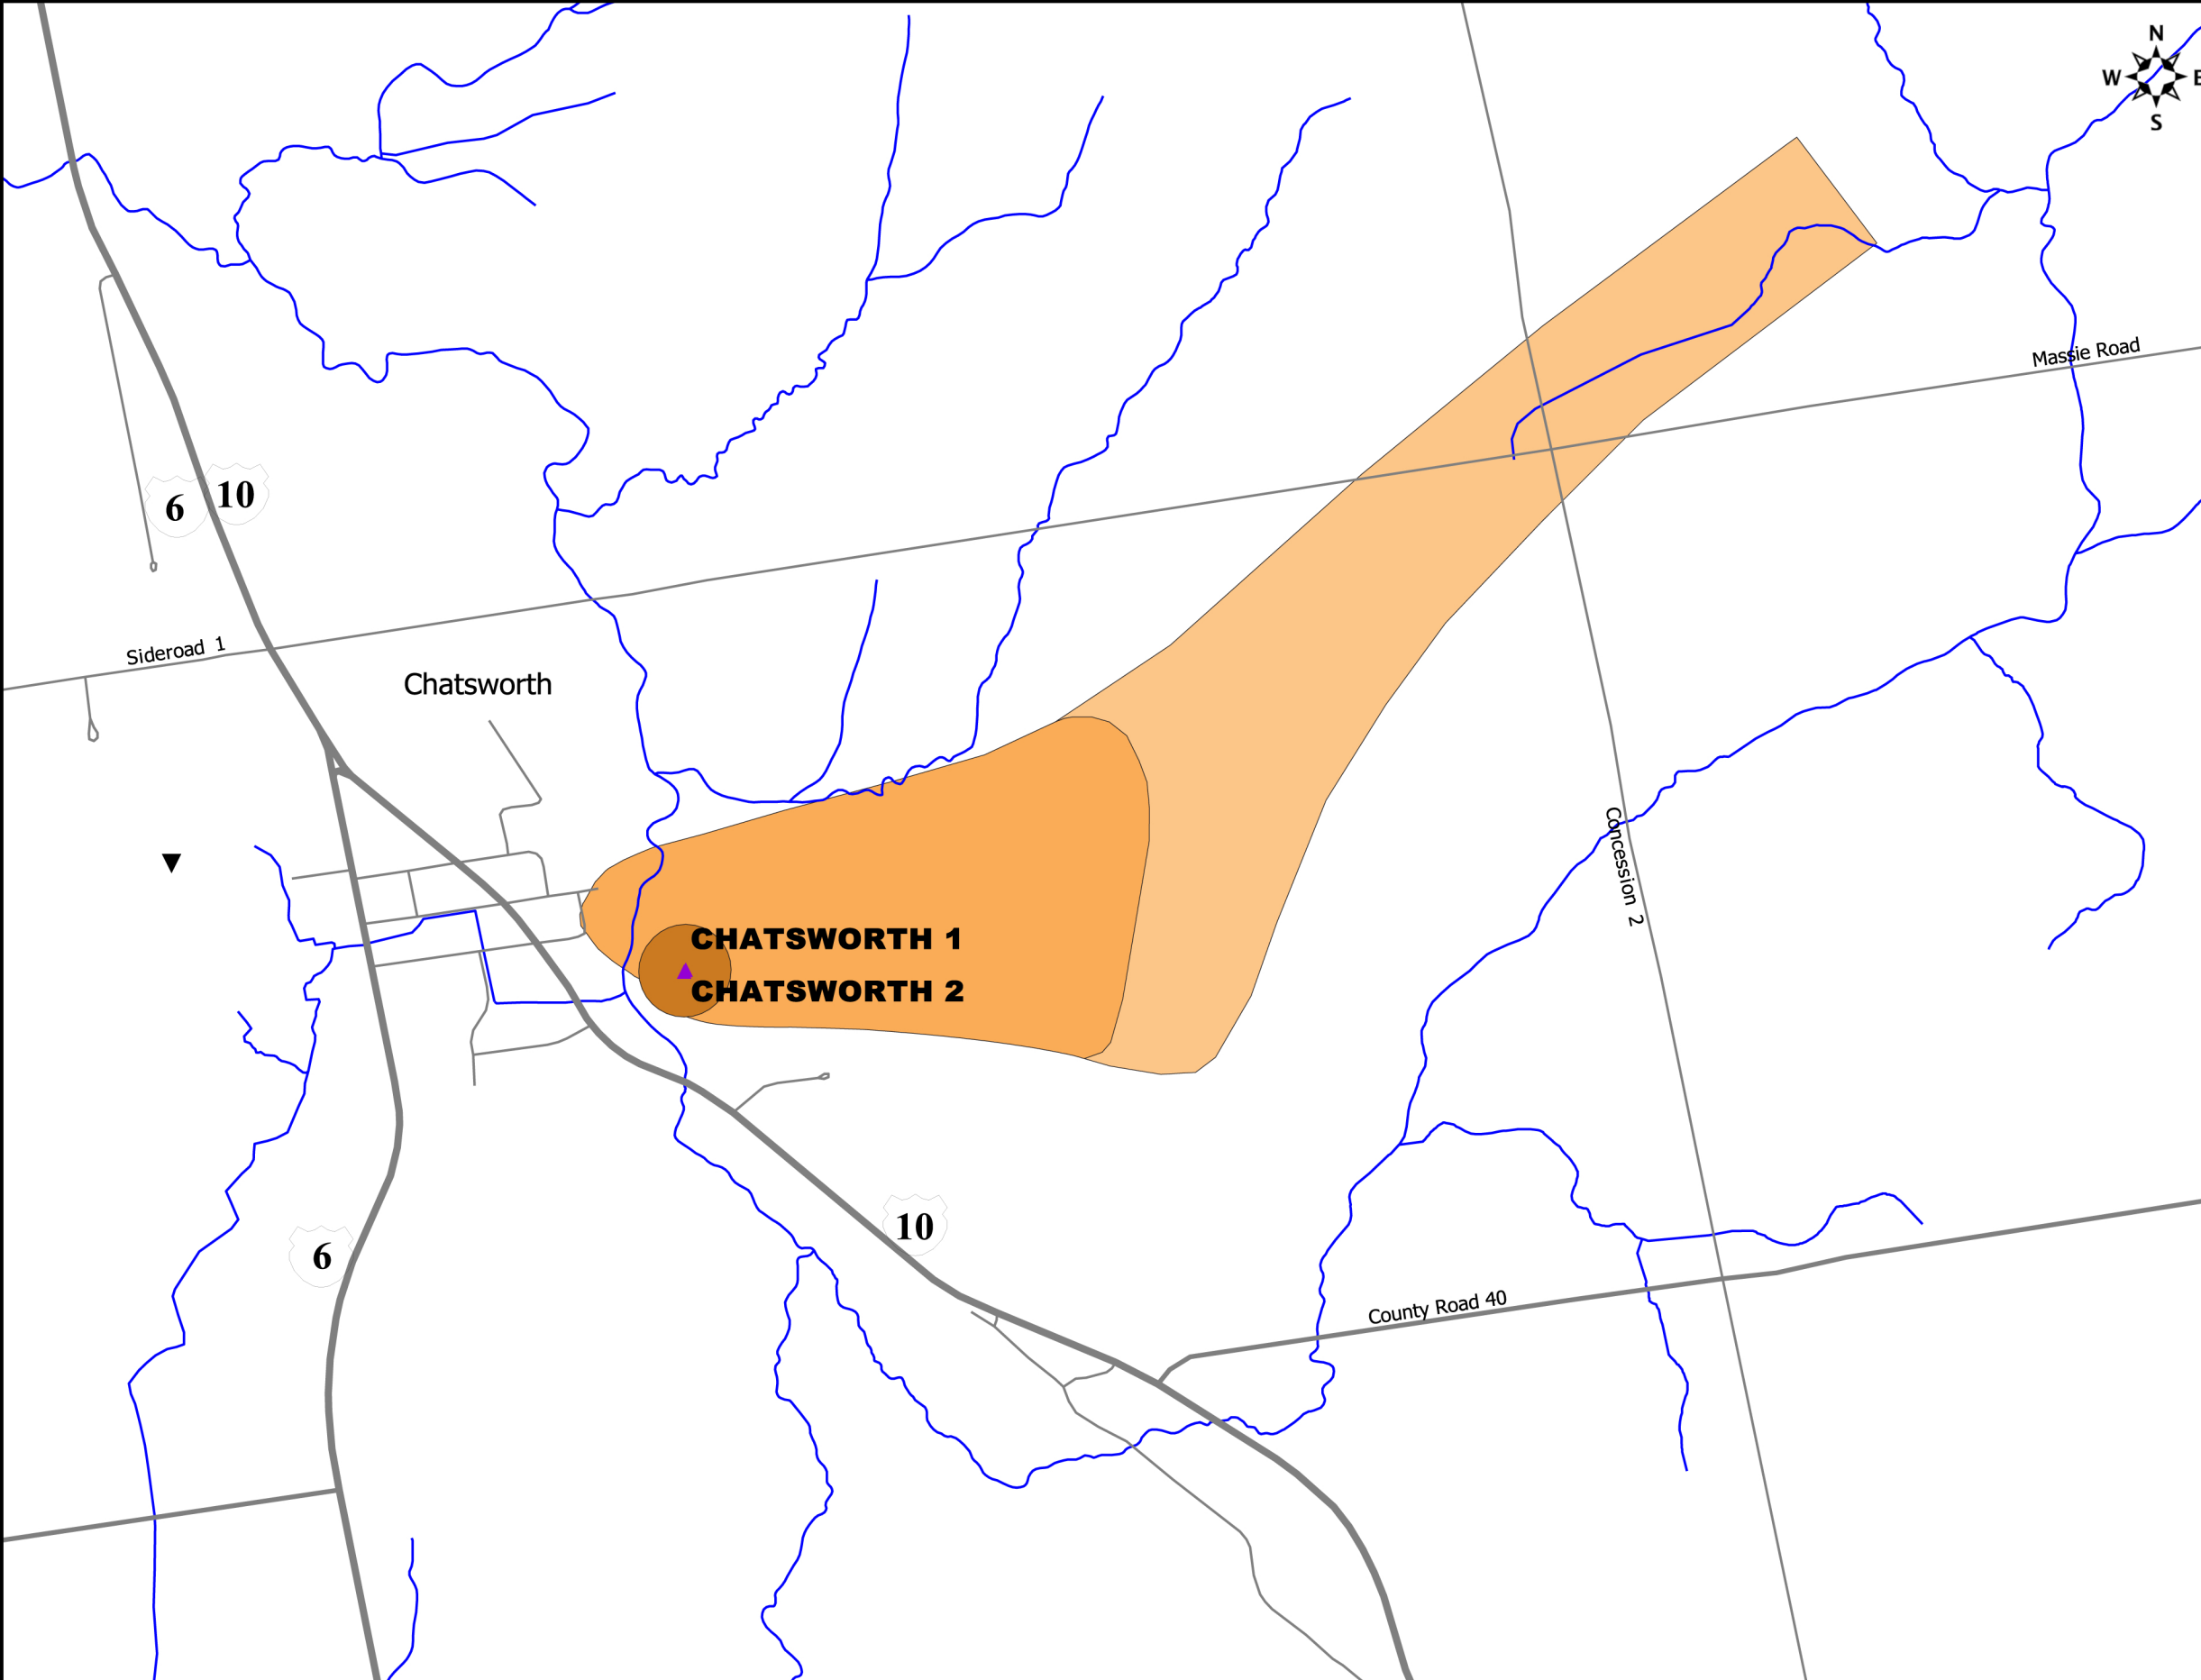 N
W E
S
Massie Road
6 10
Sideroad 1
Chatsworth
Concession 2
CHATSWORTH 1
CHATSWORTH 2
10
6
County Road 40